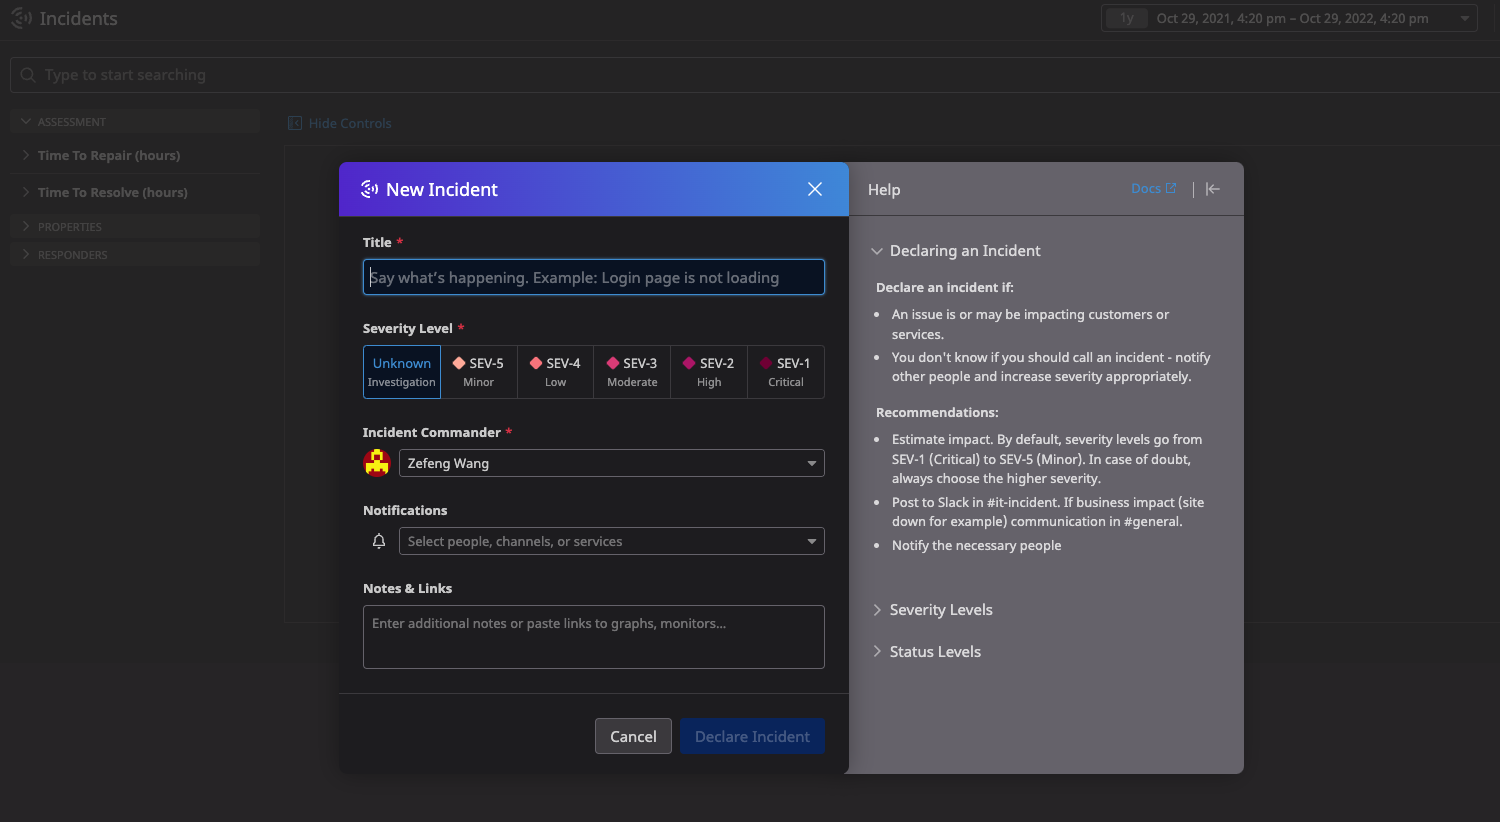 Incidents
1y Oct 29, 2021, 4:20 pm – Oct 29, 2022, 4:20 pm
Type to start searching
ASSESSMENT
Time To Repair (hours)
Time To Resolve (hours)
PROPERTIES
RESPONDERS
Hide Controls
New Incident
Title *
Say what's happening. Example: Login page is not loading
Severity Level *
Unknown SEV-5 SEV-4 SEV-3 SEV-2 SEV-1
Investigation Minor Low Moderate High Critical
Incident Commander *
Zefeng Wang
Notifications
Select people, channels, or services
Notes & Links
Enter additional notes or paste links to graphs, monitors...
Cancel Declare Incident
Help Docs
Declaring an Incident
Declare an incident if:
• An issue is or may be impacting customers or
services.
• You don't know if you should call an incident - notify
other people and increase severity appropriately.
Recommendations:
• Estimate impact. By default, severity levels go from
SEV-1 (Critical) to SEV-5 (Minor). In case of doubt,
always choose the higher severity.
• Post to Slack in #it-incident. If business impact (site
down for example) communication in #general.
• Notify the necessary people
Severity Levels
Status Levels